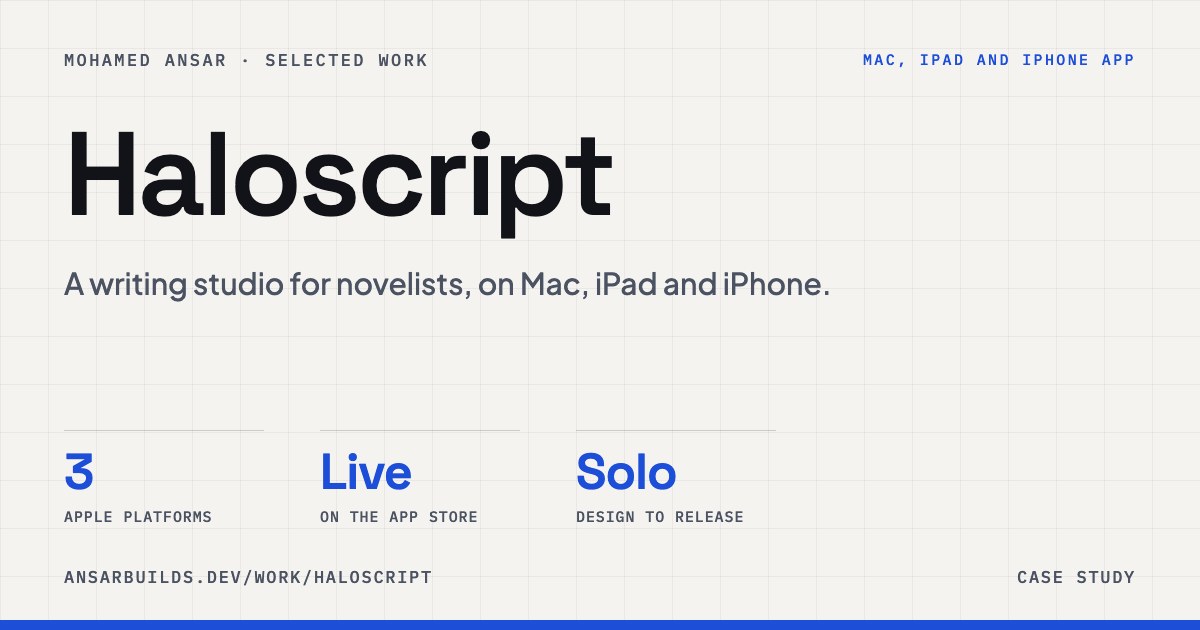 MOHAMED ANSAR · SELECTED WORK
MAC, IPAD AND IPHONE APP
Haloscript
A writing studio for novelists, on Mac, iPad and iPhone.
3
APPLE PLATFORMS
Live
ON THE APP STORE
Solo
DESIGN TO RELEASE
ANSARBUILDS.DEV/WORK/HALOSCRIPT
CASE STUDY